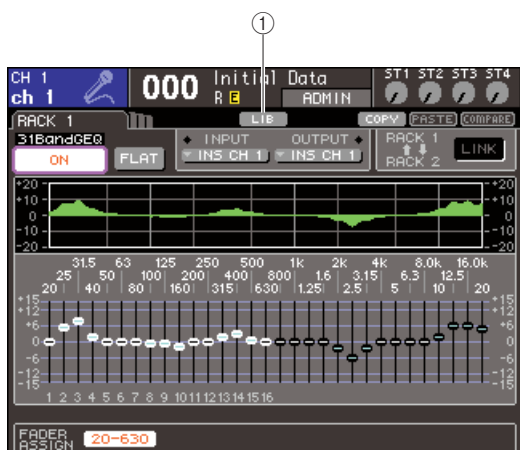 ①
CH 1
ch 1
000
Initial Data
R E ADMIN
ST1 ST2 ST3 ST4
RACK 1
LIB
COPY PASTE COMPARE
31BandGEQ
ON
FLAT
INPUT OUTPUT
INS CH 1 INS CH 1
RACK 1
RACK 2
LINK
+20 +20
+10 +10
0 0
-10 -10
-20 -20
31.5 63 125 250 500 1k 2k 4k 8.0k 16.0k
25 50 100 200 400 800 1.6 3.15 6.3 12.5
20 40 80 160 315 630 1.25 2.5 5 10 20
+15 +15
+12 +12
+6 +6
0 0
-6 -6
-12 -12
-15 -15
1 2 3 4 5 6 7 8 9 10 11 12 13 14 15 16
FADER
ASSIGN
20-630